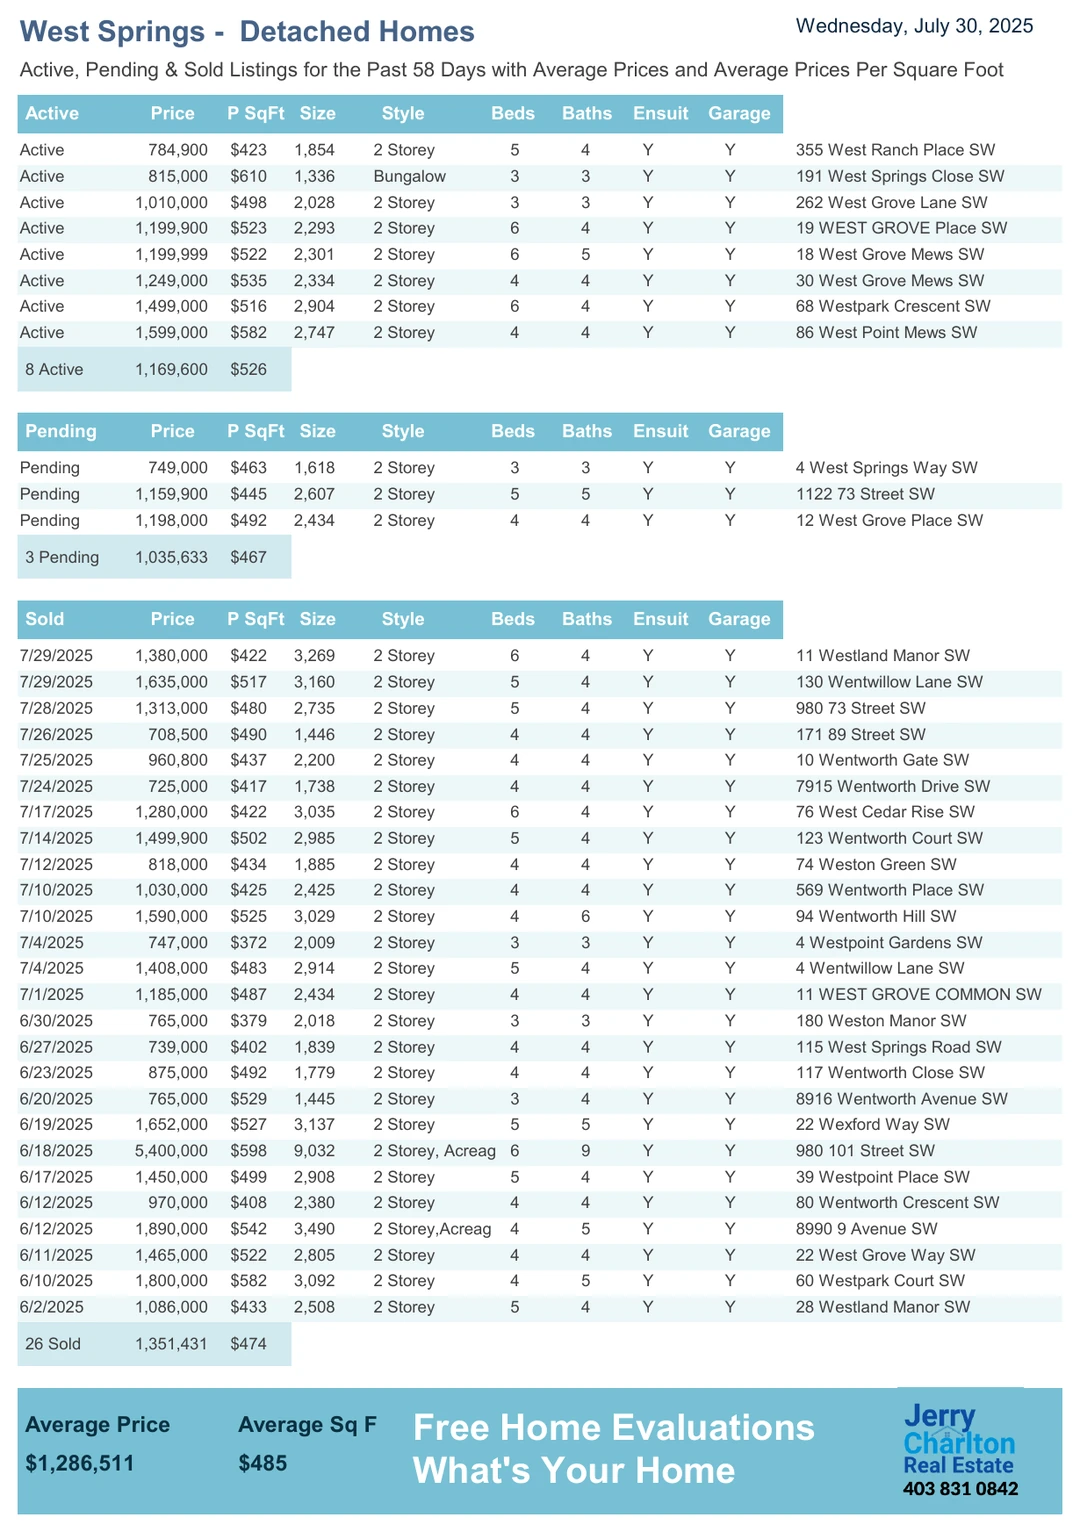 West Springs - Detached Homes
Wednesday, July 30, 2025
Active, Pending & Sold Listings for the Past 58 Days with Average Prices and Average Prices Per Square Foot
Active Price P SqFt Size Style Beds Baths Ensuit Garage
Active 784,900 $423 1,854 2 Storey 5 4 Y Y 355 West Ranch Place SW
Active 815,000 $610 1,336 Bungalow 3 3 Y Y 191 West Springs Close SW
Active 1,010,000 $498 2,028 2 Storey 3 3 Y Y 262 West Grove Lane SW
Active 1,199,900 $523 2,293 2 Storey 6 4 Y Y 19 WEST GROVE Place SW
Active 1,199,999 $522 2,301 2 Storey 6 5 Y Y 18 West Grove Mews SW
Active 1,249,000 $535 2,334 2 Storey 4 4 Y Y 30 West Grove Mews SW
Active 1,499,000 $516 2,904 2 Storey 6 4 Y Y 68 Westpark Crescent SW
Active 1,599,000 $582 2,747 2 Storey 4 4 Y Y 86 West Point Mews SW
8 Active 1,169,600 $526
Pending Price P SqFt Size Style Beds Baths Ensuit Garage
Pending 749,000 $463 1,618 2 Storey 3 3 Y Y 4 West Springs Way SW
Pending 1,159,900 $445 2,607 2 Storey 5 5 Y Y 1122 73 Street SW
Pending 1,198,000 $492 2,434 2 Storey 4 4 Y Y 12 West Grove Place SW
3 Pending 1,035,633 $467
Sold Price P SqFt Size Style Beds Baths Ensuit Garage
7/29/2025 1,380,000 $422 3,269 2 Storey 6 4 Y Y 11 Westland Manor SW
7/29/2025 1,635,000 $517 3,160 2 Storey 5 4 Y Y 130 Wentwillow Lane SW
7/28/2025 1,313,000 $480 2,735 2 Storey 5 4 Y Y 980 73 Street SW
7/26/2025 708,500 $490 1,446 2 Storey 4 4 Y Y 171 89 Street SW
7/25/2025 960,800 $437 2,200 2 Storey 4 4 Y Y 10 Wentworth Gate SW
7/24/2025 725,000 $417 1,738 2 Storey 4 4 Y Y 7915 Wentworth Drive SW
7/17/2025 1,280,000 $422 3,035 2 Storey 6 4 Y Y 76 West Cedar Rise SW
7/14/2025 1,499,900 $502 2,985 2 Storey 5 4 Y Y 123 Wentworth Court SW
7/12/2025 818,000 $434 1,885 2 Storey 4 4 Y Y 74 Weston Green SW
7/10/2025 1,030,000 $425 2,425 2 Storey 4 4 Y Y 569 Wentworth Place SW
7/10/2025 1,590,000 $525 3,029 2 Storey 4 6 Y Y 94 Wentworth Hill SW
7/4/2025 747,000 $372 2,009 2 Storey 3 3 Y Y 4 Westpoint Gardens SW
7/4/2025 1,408,000 $483 2,914 2 Storey 5 4 Y Y 4 Wentwillow Lane SW
7/1/2025 1,185,000 $487 2,434 2 Storey 4 4 Y Y 11 WEST GROVE COMMON SW
6/30/2025 765,000 $379 2,018 2 Storey 3 3 Y Y 180 Weston Manor SW
6/27/2025 739,000 $402 1,839 2 Storey 4 4 Y Y 115 West Springs Road SW
6/23/2025 875,000 $492 1,779 2 Storey 4 4 Y Y 117 Wentworth Close SW
6/20/2025 765,000 $529 1,445 2 Storey 3 4 Y Y 8916 Wentworth Avenue SW
6/19/2025 1,652,000 $527 3,137 2 Storey 5 5 Y Y 22 Wexford Way SW
6/18/2025 5,400,000 $598 9,032 2 Storey, Acreag 6 9 Y Y 980 101 Street SW
6/17/2025 1,450,000 $499 2,908 2 Storey 5 4 Y Y 39 Westpoint Place SW
6/12/2025 970,000 $408 2,380 2 Storey 4 4 Y Y 80 Wentworth Crescent SW
6/12/2025 1,890,000 $542 3,490 2 Storey,Acreag 4 5 Y Y 8990 9 Avenue SW
6/11/2025 1,465,000 $522 2,805 2 Storey 4 4 Y Y 22 West Grove Way SW
6/10/2025 1,800,000 $582 3,092 2 Storey 4 5 Y Y 60 Westpark Court SW
6/2/2025 1,086,000 $433 2,508 2 Storey 5 4 Y Y 28 Westland Manor SW
26 Sold 1,351,431 $474
Average Price Average Sq F
$1,286,511 $485
Free Home Evaluations
What's Your Home
Jerry
Charlton
Real Estate
403 831 0842